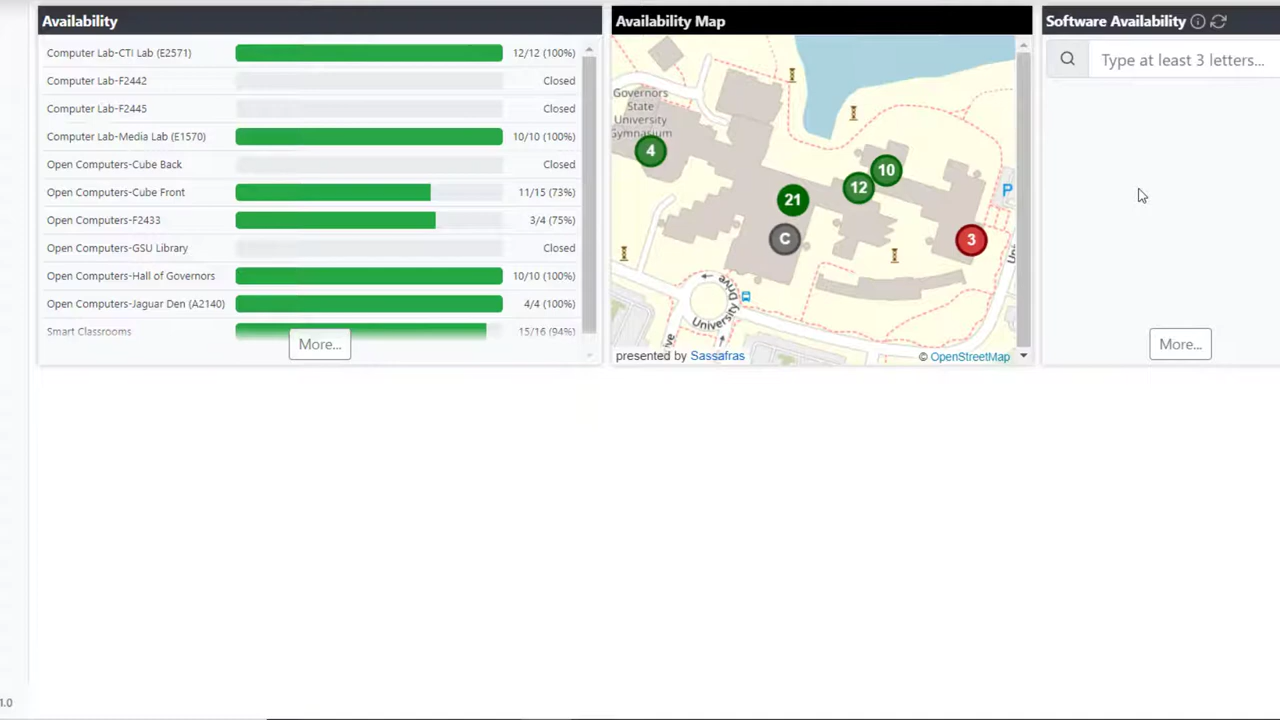 Availability
Computer Lab-CTi Lab (E2571) 12/12 (100%)
Computer Lab-F2442 Closed
Computer Lab-F2445 Closed
Computer Lab-Media Lab (E1570) 10/10 (100%)
Open Computers-Cube Back Closed
Open Computers-Cube Front 11/15 (73%)
Open Computers-F2433 3/4 (75%)
Open Computers-GSU Library Closed
Open Computers-Hall of Governors 10/10 (100%)
Open Computers-Jaguar Den (A2140) 4/4 (100%)
Smart Classrooms 15/16 (94%)
More...
Availability Map
Governors
State
University
Gymnasium
4
10
12
21
C
3
P
University Drive
presented by Sassafras
© OpenStreetMap
Software Availability
Type at least 3 letters...
More...
1.0